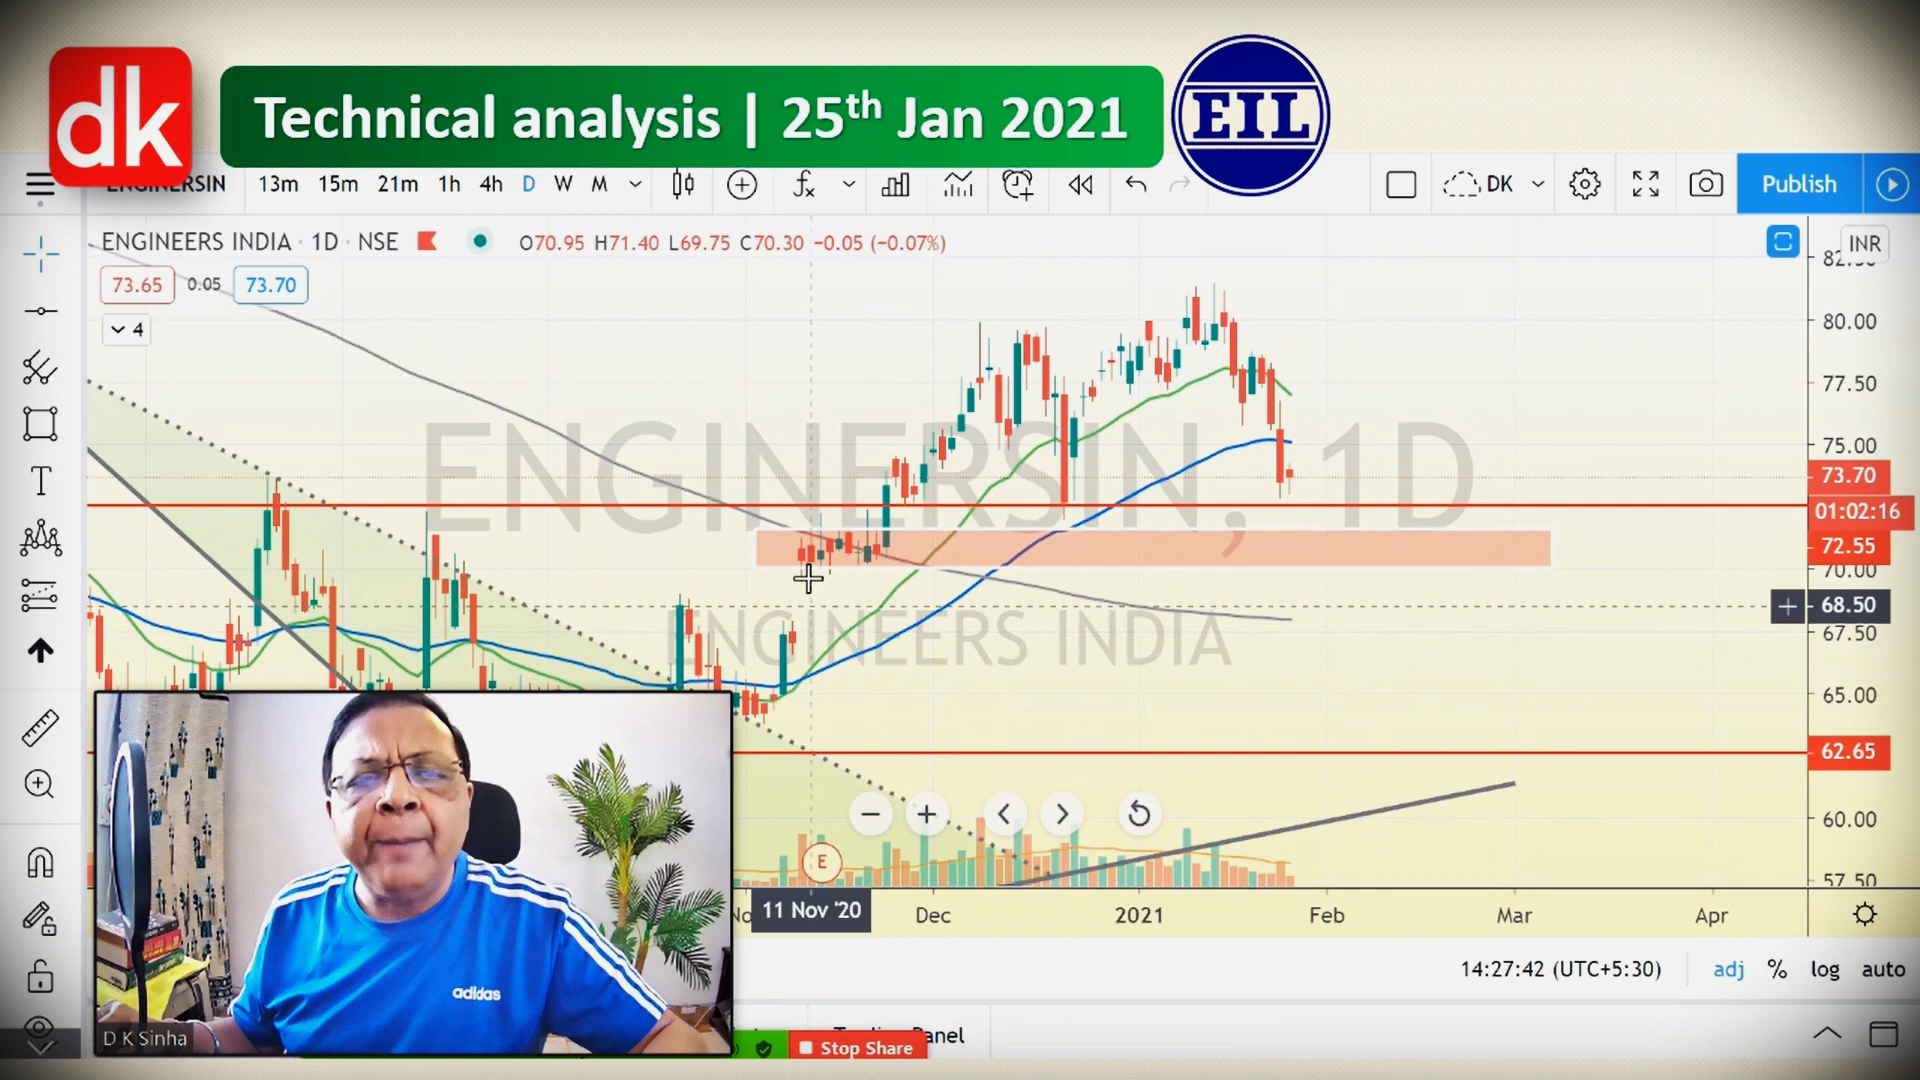 dk
Technical analysis | 25th Jan 2021
EIL
ENGINERSIN
13m 15m 21m 1h 4h D W M
DK
Publish
ENGINEERS INDIA · 1D · NSE
O70.95 H71.40 L69.75 C70.30 −0.05 (−0.07%)
INR
73.65 0.05 73.70
4
80.00
77.50
75.00
73.70
01:02:16
72.55
70.00
68.50
67.50
65.00
62.65
60.00
57.50
ENGINERSIN, 1D
ENGINEERS INDIA
E
11 Nov '20
Dec
2021
Feb
Mar
Apr
14:27:42 (UTC+5:30)
adj % log auto
adidas
D K Sinha
Stop Share